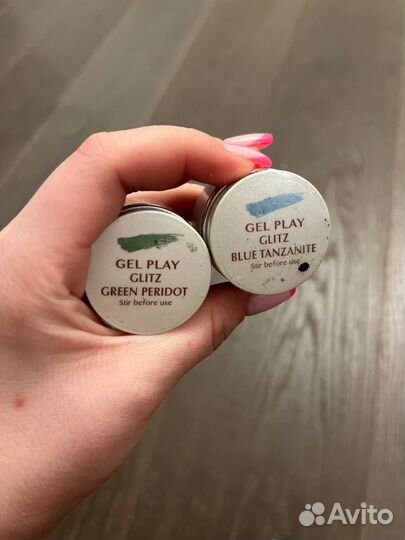 GEL PLAY
GLITZ
GREEN PERIDOT
Stir before use
GEL PLAY
GLITZ
BLUE TANZANITE
Stir before use
Avito